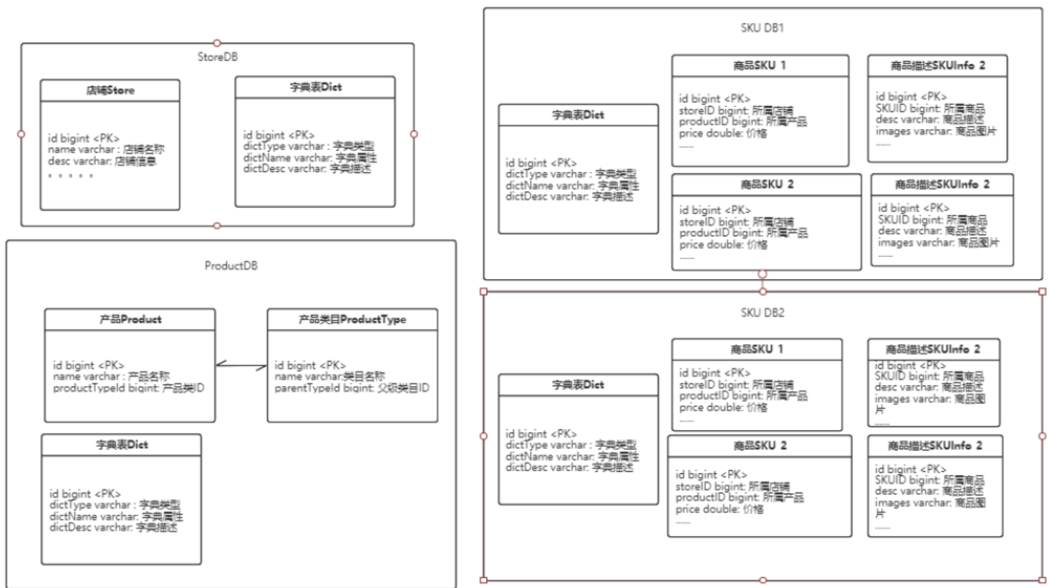 StoreDB
店铺Store
id bigint <PK>
name varchar : 店铺名称
desc varchar: 店铺信息
。。。。。
字典表Dict
id bigint <PK>
dictType varchar : 字典类型
dictName varchar: 字典属性
dictDesc varchar: 字典描述
ProductDB
产品Product
id bigint <PK>
name varchar : 产品名称
productTypeId bigint: 产品类ID
产品类目ProductType
id bigint <PK>
name varchar:类目名称
parentTypeId bigint: 父级类目ID
字典表Dict
id bigint <PK>
dictType varchar : 字典类型
dictName varchar: 字典属性
dictDesc varchar: 字典描述
SKU DB1
字典表Dict
id bigint <PK>
dictType varchar : 字典类型
dictName varchar: 字典属性
dictDesc varchar: 字典描述
商品SKU 1
id bigint <PK>
storeID bigint: 所属店铺
productID bigint: 所属产品
price double: 价格
......
商品描述SKUInfo 2
id bigint <PK>
SKUID bigint: 所属商品
desc varchar: 商品描述
images varchar: 商品图片
......
商品SKU 2
id bigint <PK>
storeID bigint: 所属店铺
productID bigint: 所属产品
price double: 价格
......
商品描述SKUInfo 2
id bigint <PK>
SKUID bigint: 所属商品
desc varchar: 商品描述
images varchar: 商品图片
......
SKU DB2
字典表Dict
id bigint <PK>
dictType varchar : 字典类型
dictName varchar: 字典属性
dictDesc varchar: 字典描述
商品SKU 1
id bigint <PK>
storeID bigint: 所属店铺
productID bigint: 所属产品
price double: 价格
......
商品描述SKUInfo 2
id bigint <PK>
SKUID bigint: 所属商品
desc varchar: 商品描述
images varchar: 商品图
片
......
商品SKU 2
id bigint <PK>
storeID bigint: 所属店铺
productID bigint: 所属产品
price double: 价格
......
商品描述SKUInfo 2
id bigint <PK>
SKUID bigint: 所属商品
desc varchar: 商品描述
images varchar: 商品图
片
......